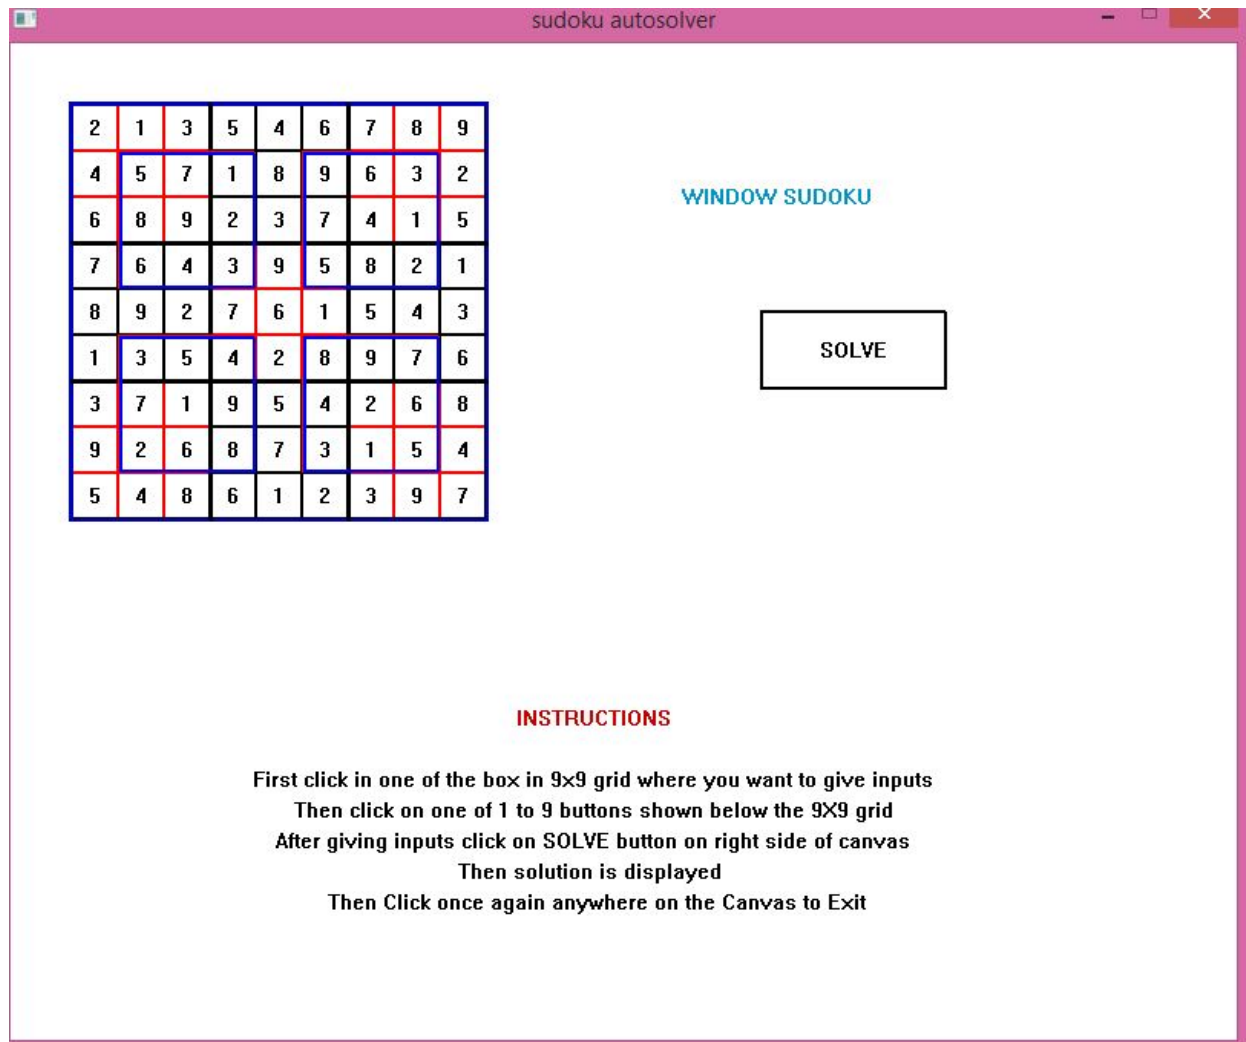 sudoku autosolver
2 1 3 5 4 6 7 8 9
4 5 7 1 8 9 6 3 2
6 8 9 2 3 7 4 1 5
7 6 4 3 9 5 8 2 1
8 9 2 7 6 1 5 4 3
1 3 5 4 2 8 9 7 6
3 7 1 9 5 4 2 6 8
9 2 6 8 7 3 1 5 4
5 4 8 6 1 2 3 9 7
WINDOW SUDOKU
SOLVE
INSTRUCTIONS
First click in one of the box in 9x9 grid where you want to give inputs
Then click on one of 1 to 9 buttons shown below the 9X9 grid
After giving inputs click on SOLVE button on right side of canvas
Then solution is displayed
Then Click once again anywhere on the Canvas to Exit